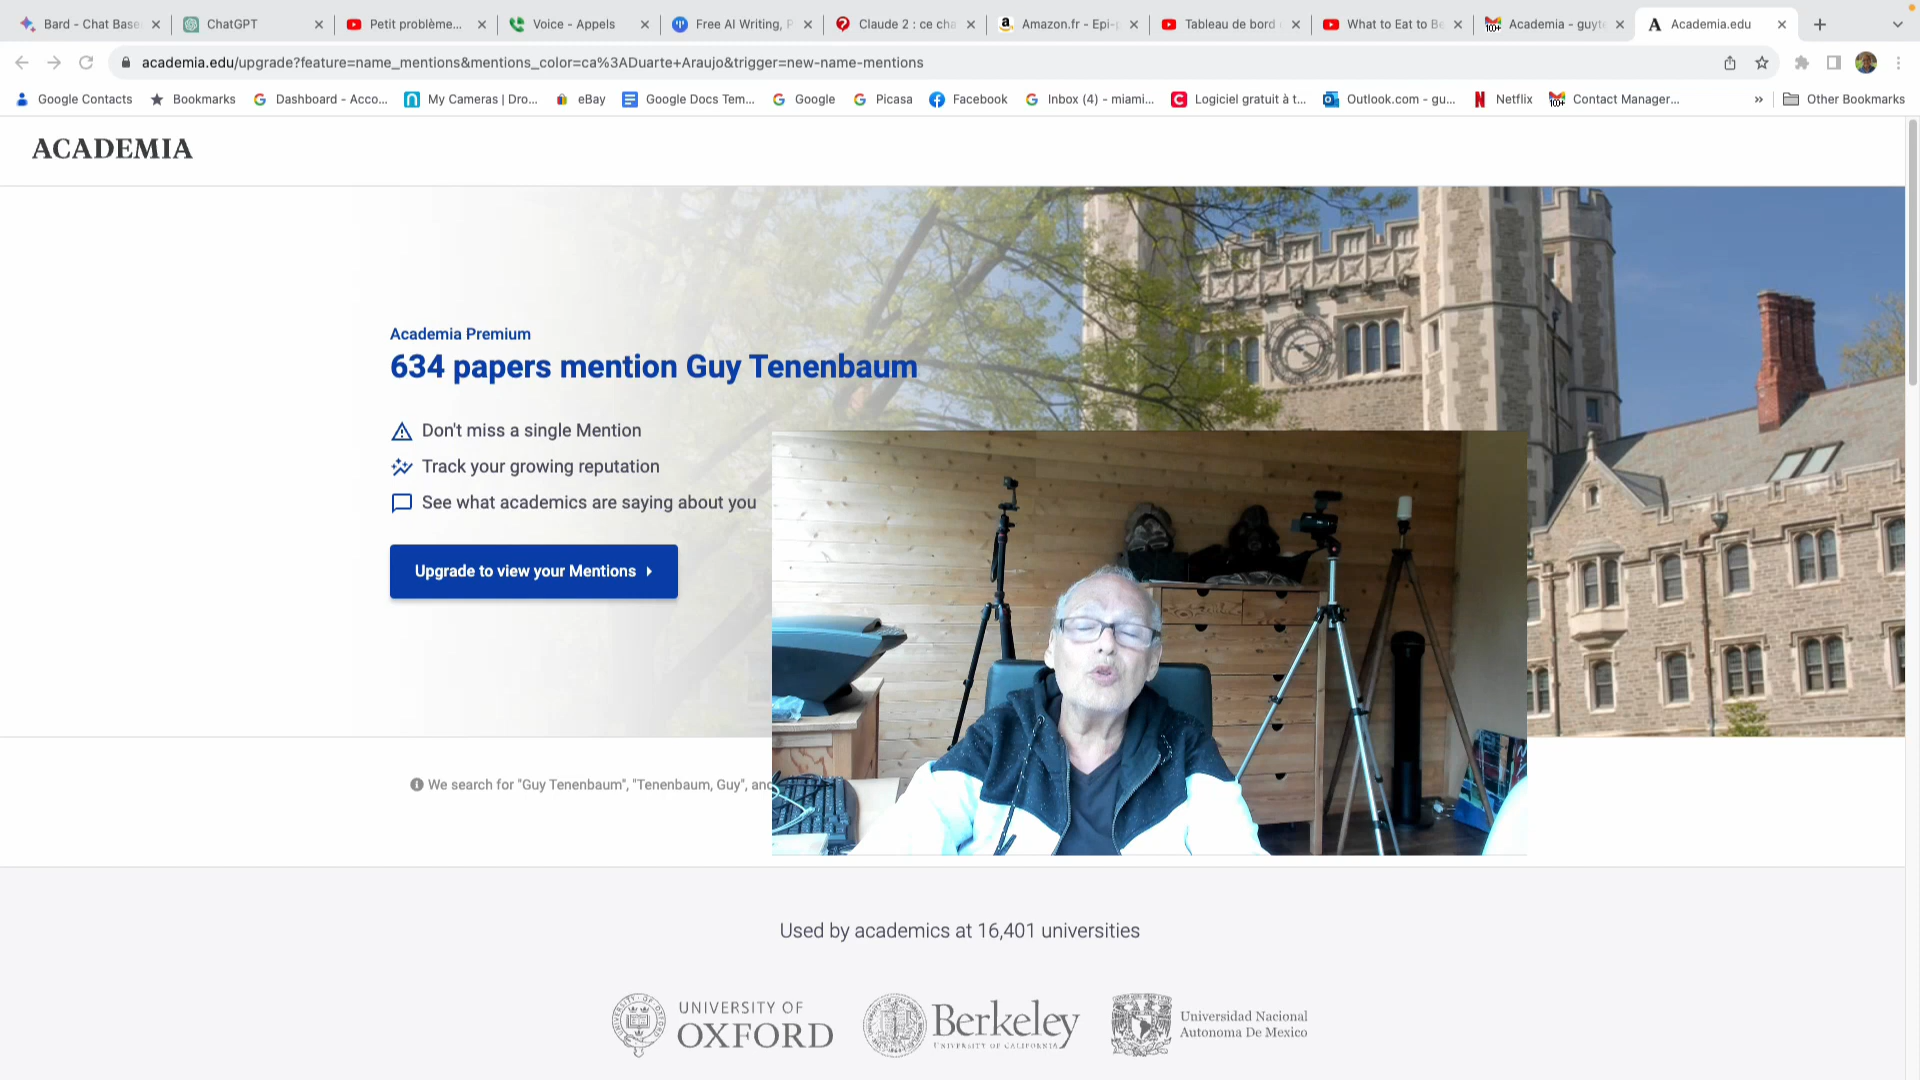 Bard - Chat Base
ChatGPT
Petit problème...
Voice - Appels
Free AI Writing, P
Claude 2 : ce cha
Amazon.fr - Epi-p
Tableau de bord
What to Eat to Be
Academia - guyte
Academia.edu
academia.edu/upgrade?feature=name_mentions&mentions_color=ca%3ADuarte+Araujo&trigger=new-name-mentions
Google Contacts
Bookmarks
Dashboard - Acco...
My Cameras | Dro...
eBay
Google Docs Tem...
Google
Picasa
Facebook
Inbox (4) - miami...
Logiciel gratuit à t...
Outlook.com - gu...
Netflix
Contact Manager...
»
Other Bookmarks
ACADEMIA
Academia Premium
634 papers mention Guy Tenenbaum
Don't miss a single Mention
Track your growing reputation
See what academics are saying about you
Upgrade to view your Mentions
We search for "Guy Tenenbaum", "Tenenbaum, Guy", and
Used by academics at 16,401 universities
UNIVERSITY OF
OXFORD
Berkeley
UNIVERSITY OF CALIFORNIA
Universidad Nacional
Autonoma De Mexico